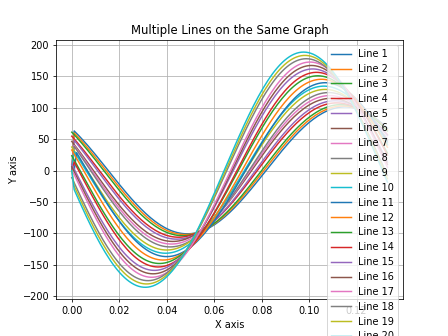 Multiple Lines on the Same Graph
Y axis
200
150
100
50
0
−50
−100
−150
−200
0.00
0.02
0.04
0.06
0.08
0.10
X axis
Line 1
Line 2
Line 3
Line 4
Line 5
Line 6
Line 7
Line 8
Line 9
Line 10
Line 11
Line 12
Line 13
Line 14
Line 15
Line 16
Line 17
Line 18
Line 19
Line 20